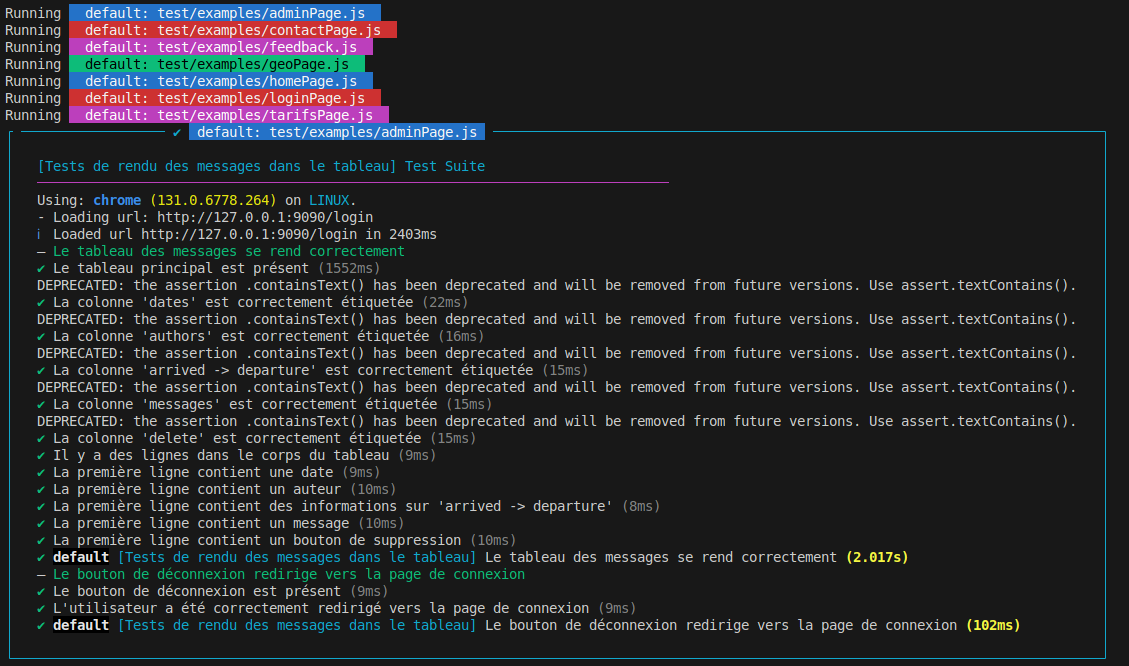 Running default: test/examples/adminPage.js
Running default: test/examples/contactPage.js
Running default: test/examples/feedback.js
Running default: test/examples/geoPage.js
Running default: test/examples/homePage.js
Running default: test/examples/loginPage.js
Running default: test/examples/tarifsPage.js
✔ default: test/examples/adminPage.js
[Tests de rendu des messages dans le tableau] Test Suite
Using: chrome (131.0.6778.264) on LINUX.
- Loading url: http://127.0.0.1:9090/login
ℹ Loaded url http://127.0.0.1:9090/login in 2403ms
– Le tableau des messages se rend correctement
✔ Le tableau principal est présent (1552ms)
DEPRECATED: the assertion .containsText() has been deprecated and will be removed from future versions. Use assert.textContains().
✔ La colonne 'dates' est correctement étiquetée (22ms)
DEPRECATED: the assertion .containsText() has been deprecated and will be removed from future versions. Use assert.textContains().
✔ La colonne 'authors' est correctement étiquetée (16ms)
DEPRECATED: the assertion .containsText() has been deprecated and will be removed from future versions. Use assert.textContains().
✔ La colonne 'arrived -> departure' est correctement étiquetée (15ms)
DEPRECATED: the assertion .containsText() has been deprecated and will be removed from future versions. Use assert.textContains().
✔ La colonne 'messages' est correctement étiquetée (15ms)
DEPRECATED: the assertion .containsText() has been deprecated and will be removed from future versions. Use assert.textContains().
✔ La colonne 'delete' est correctement étiquetée (15ms)
✔ Il y a des lignes dans le corps du tableau (9ms)
✔ La première ligne contient une date (9ms)
✔ La première ligne contient un auteur (10ms)
✔ La première ligne contient des informations sur 'arrived -> departure' (8ms)
✔ La première ligne contient un message (10ms)
✔ La première ligne contient un bouton de suppression (10ms)
✔ default [Tests de rendu des messages dans le tableau] Le tableau des messages se rend correctement (2.017s)
– Le bouton de déconnexion redirige vers la page de connexion
✔ Le bouton de déconnexion est présent (9ms)
✔ L'utilisateur a été correctement redirigé vers la page de connexion (9ms)
✔ default [Tests de rendu des messages dans le tableau] Le bouton de déconnexion redirige vers la page de connexion (102ms)